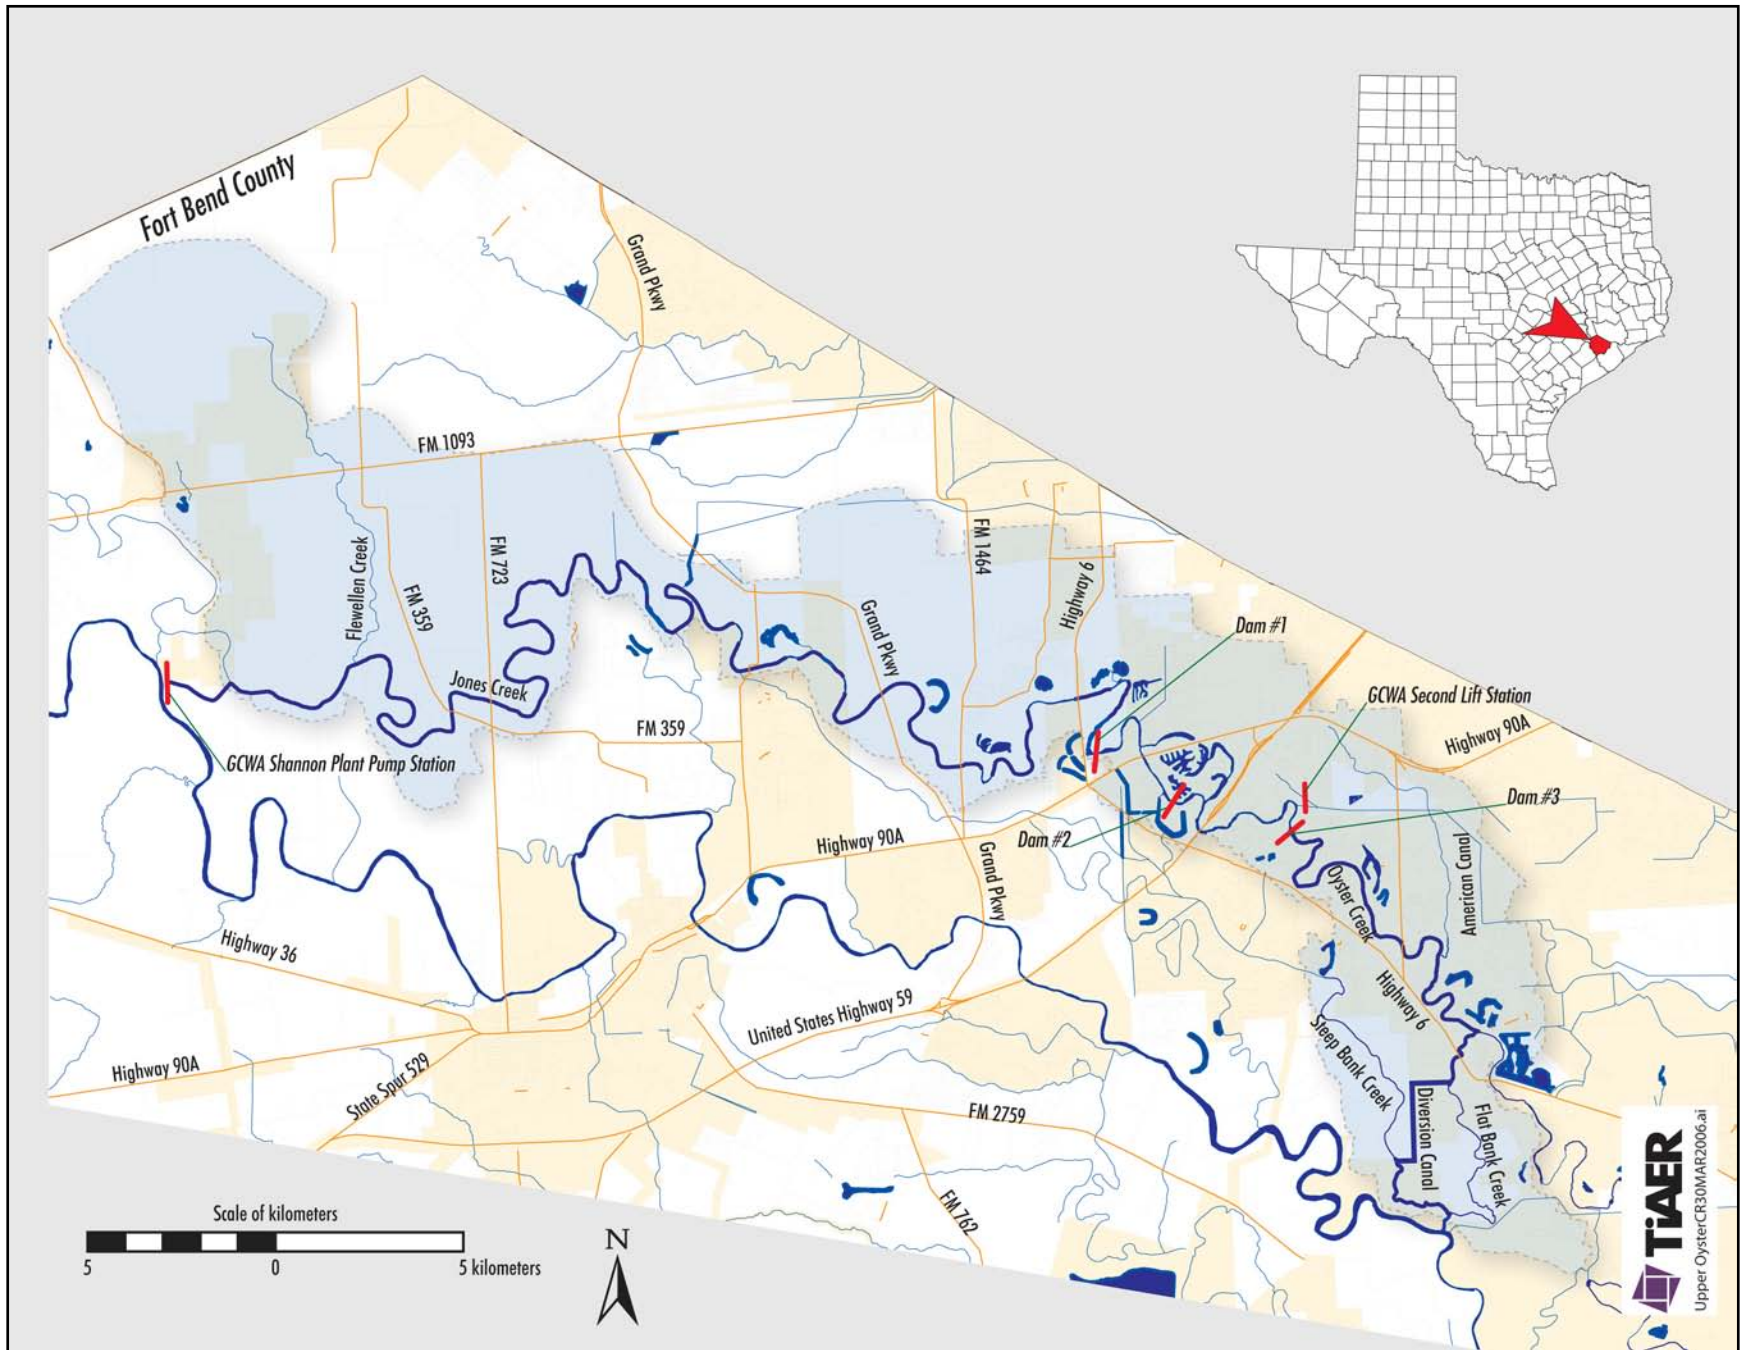 Fort Bend County
Grand Pkwy
FM 1093
Flewellen Creek
FM 359
FM 723
FM 1464
Highway 6
Grand Pkwy
Dam #1
Jones Creek
GCWA Second Lift Station
Highway 90A
FM 359
GCWA Shannon Plant Pump Station
Dam #3
Dam #2
Highway 90A
Grand Pkwy
American Canal
Oyster Creek
Highway 36
Highway 6
United States Highway 59
Steep Bank Creek
Highway 90A
State Spur 529
FM 2759
Diversion Canal
Flat Bank Creek
FM 762
Scale of kilometers
5
0
5 kilometers
N
TIAER
Upper OysterCR30MAR2006.ai